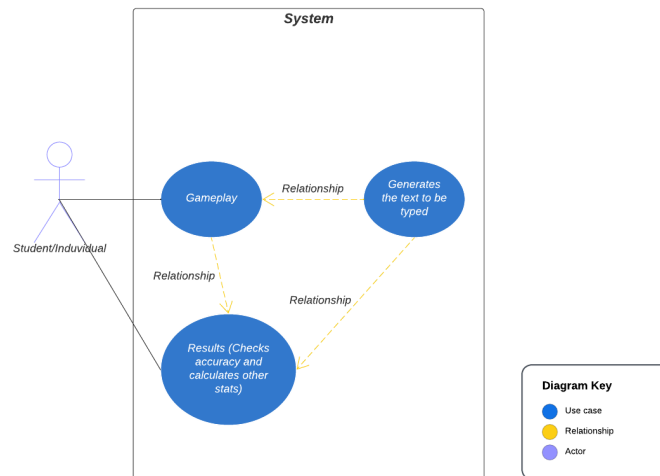 System
Gameplay
Relationship
Generates
the text to be
typed
Student/Induvidual
Relationship
Relationship
Results (Checks
accuracy and
calculates other
stats)
Diagram Key
Use case
Relationship
Actor